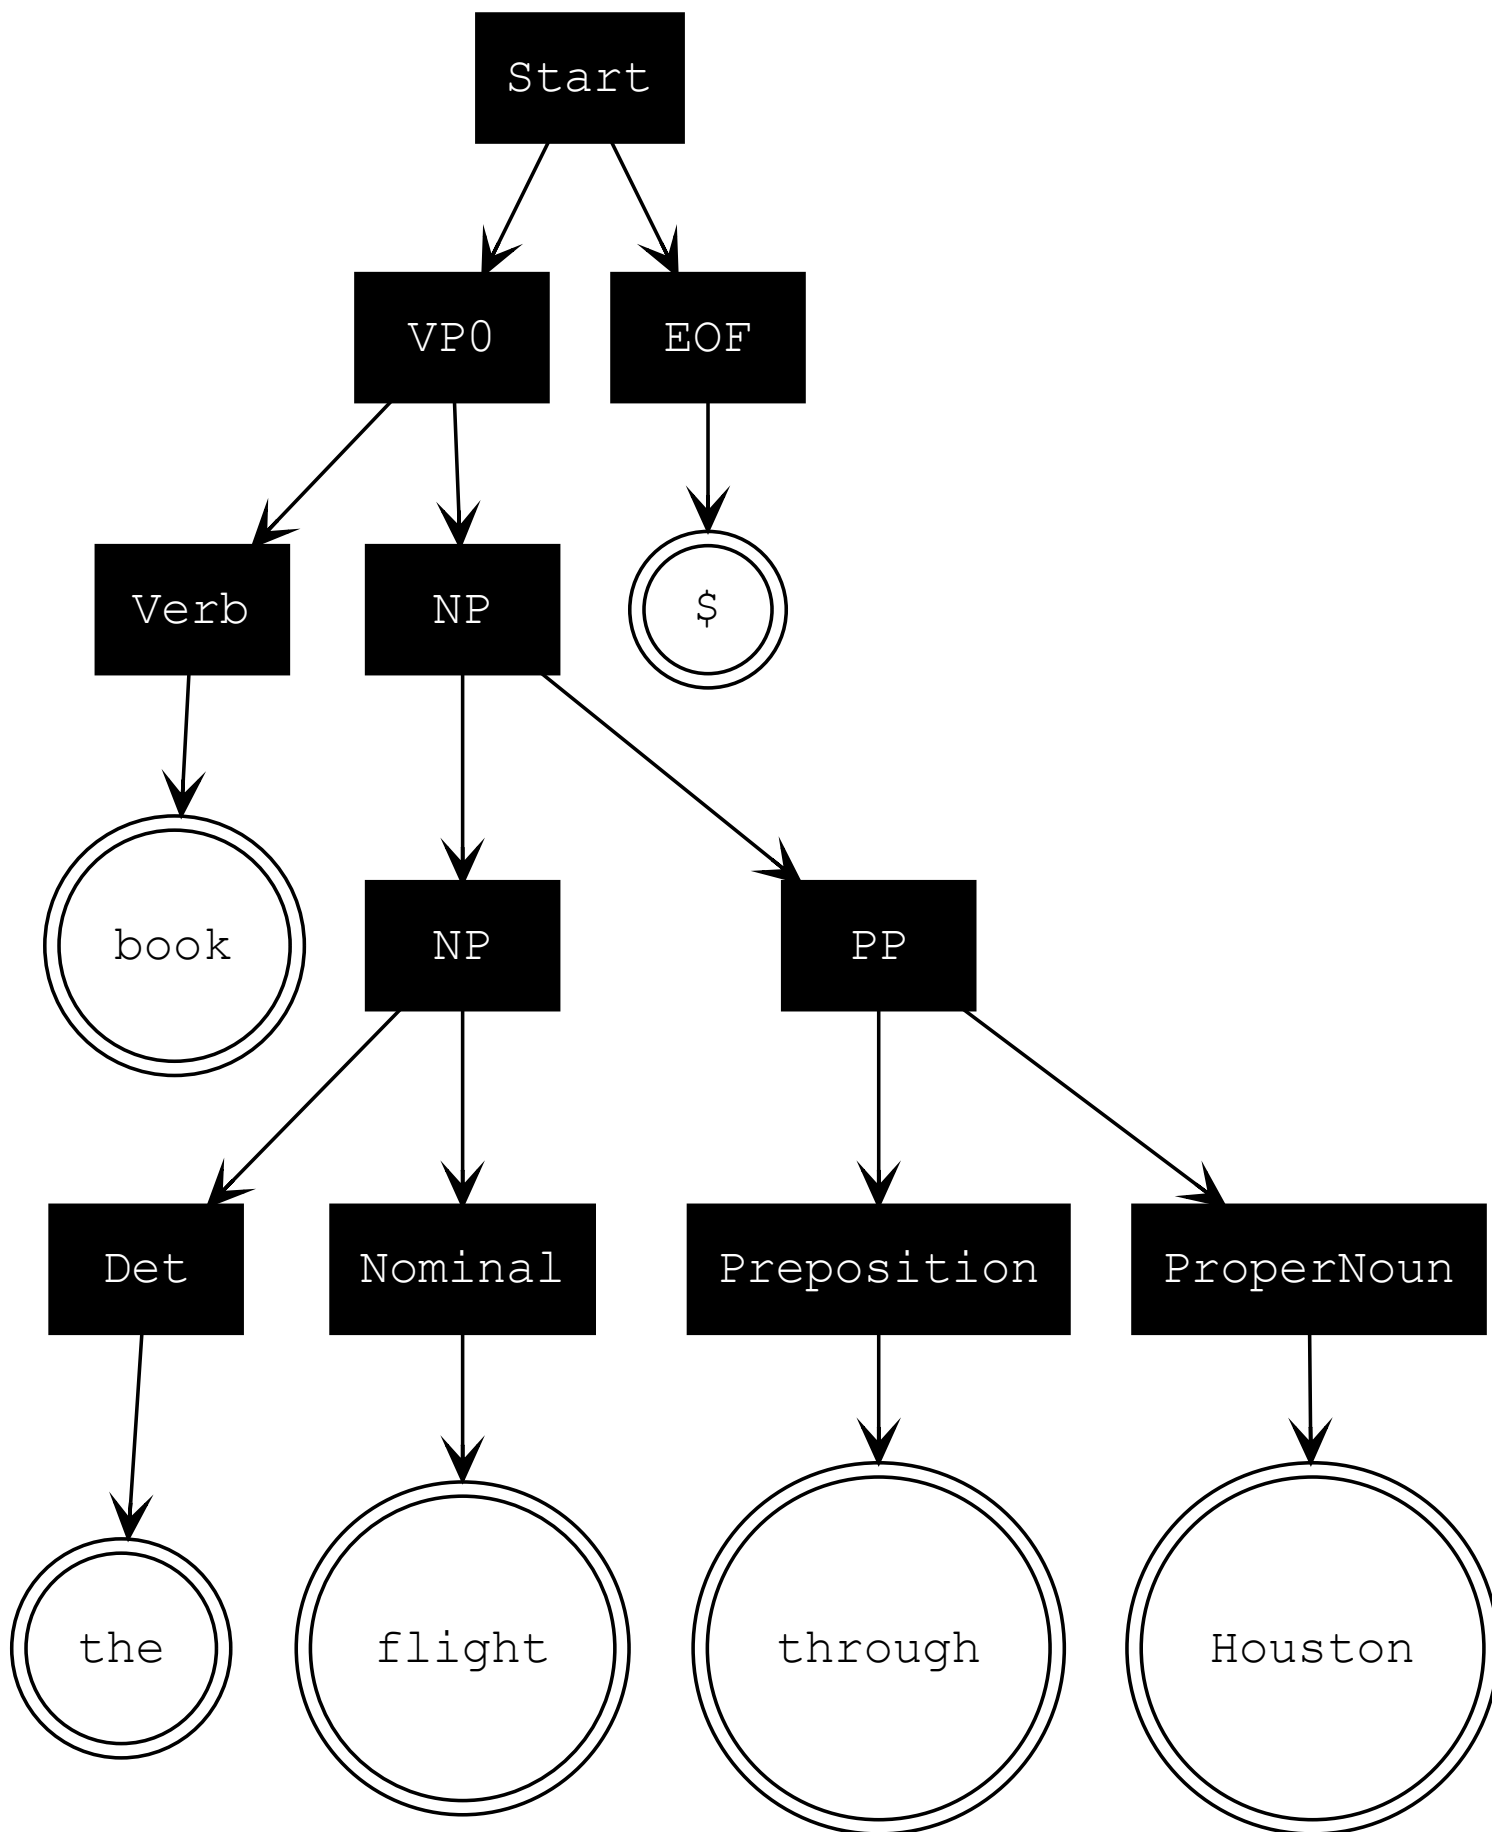 Start
VP0 EOF
Verb NP $
book NP PP
Det Nominal Preposition ProperNoun
the flight through Houston